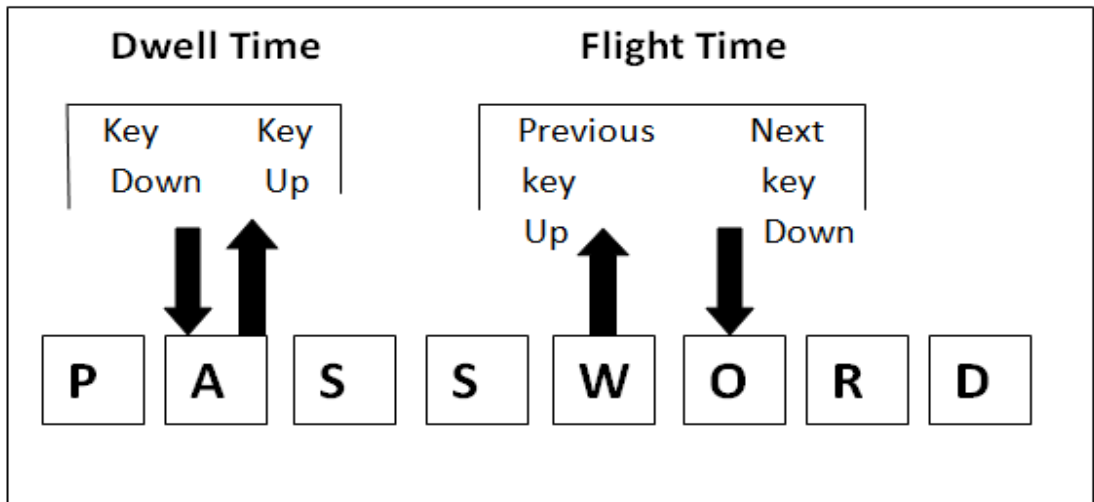 Dwell Time Flight Time
Key Key Previous Next
Down Up key key
Up Down
P A S S W O R D